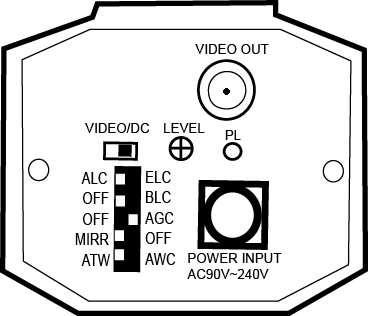 VIDEO OUT
VIDEO/DC LEVEL PL
ALC ELC
OFF BLC
OFF AGC
MIRR OFF
ATW AWC
POWER INPUT
AC90V~240V